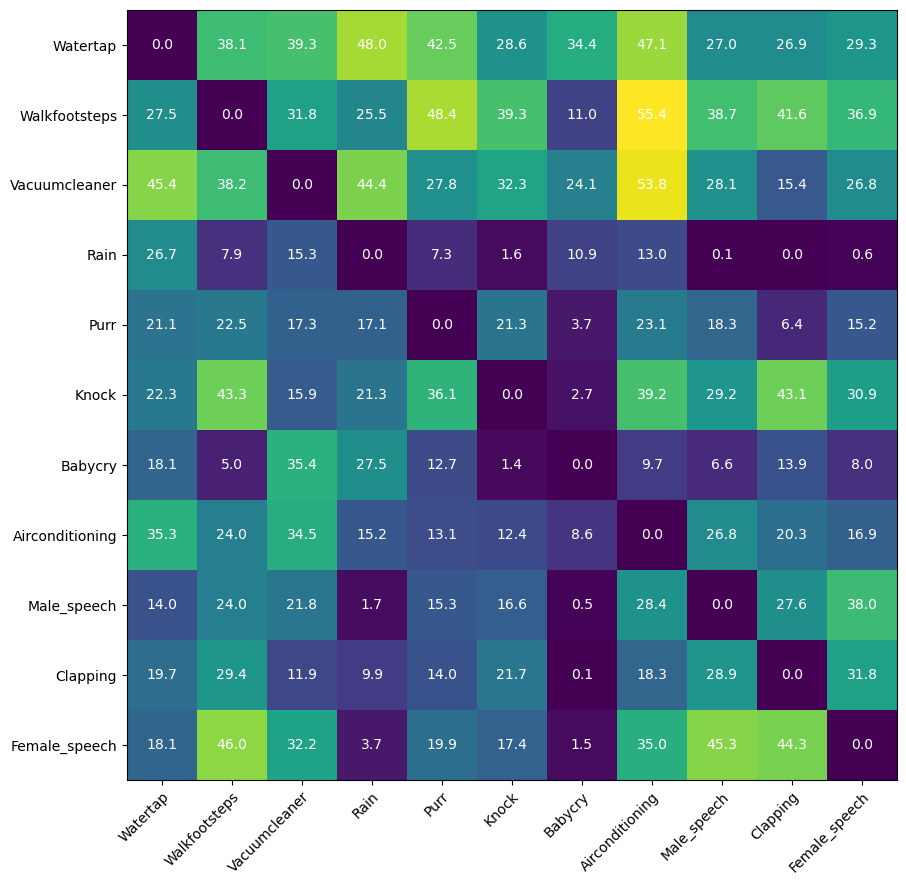 Watertap 0.0 38.1 39.3 48.0 42.5 28.6 34.4 47.1 27.0 26.9 29.3
Walkfootsteps 27.5 0.0 31.8 25.5 48.4 39.3 11.0 55.4 38.7 41.6 36.9
Vacuumcleaner 45.4 38.2 0.0 44.4 27.8 32.3 24.1 53.8 28.1 15.4 26.8
Rain 26.7 7.9 15.3 0.0 7.3 1.6 10.9 13.0 0.1 0.0 0.6
Purr 21.1 22.5 17.3 17.1 0.0 21.3 3.7 23.1 18.3 6.4 15.2
Knock 22.3 43.3 15.9 21.3 36.1 0.0 2.7 39.2 29.2 43.1 30.9
Babycry 18.1 5.0 35.4 27.5 12.7 1.4 0.0 9.7 6.6 13.9 8.0
Airconditioning 35.3 24.0 34.5 15.2 13.1 12.4 8.6 0.0 26.8 20.3 16.9
Male_speech 14.0 24.0 21.8 1.7 15.3 16.6 0.5 28.4 0.0 27.6 38.0
Clapping 19.7 29.4 11.9 9.9 14.0 21.7 0.1 18.3 28.9 0.0 31.8
Female_speech 18.1 46.0 32.2 3.7 19.9 17.4 1.5 35.0 45.3 44.3 0.0
Watertap Walkfootsteps Vacuumcleaner Rain Purr Knock Babycry Airconditioning Male_speech Clapping Female_speech